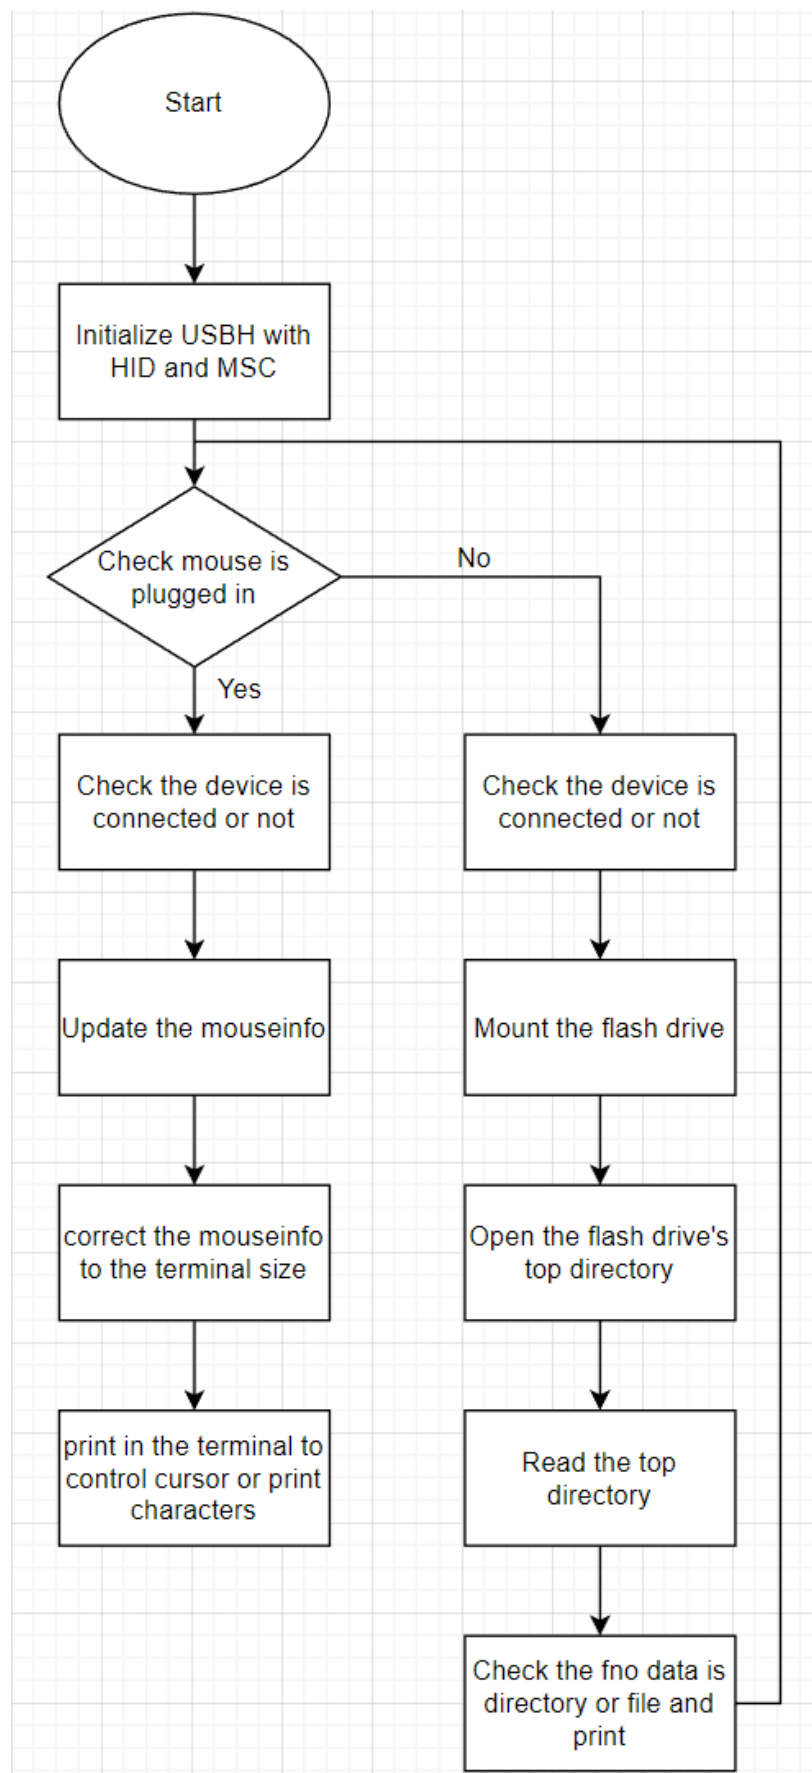 Start
Initialize USBH with
HID and MSC
Check mouse is
plugged in
No
Yes
Check the device is
connected or not
Check the device is
connected or not
Update the mouseinfo
Mount the flash drive
correct the mouseinfo
to the terminal size
Open the flash drive's
top directory
print in the terminal to
control cursor or print
characters
Read the top
directory
Check the fno data is
directory or file and
print